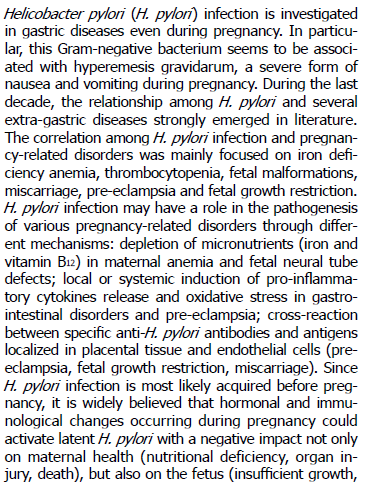 Helicobacter pylori (H. pylori) infection is investigated
in gastric diseases even during pregnancy. In particu-
lar, this Gram-negative bacterium seems to be associ-
ated with hyperemesis gravidarum, a severe form of
nausea and vomiting during pregnancy. During the last
decade, the relationship among H. pylori and several
extra-gastric diseases strongly emerged in literature.
The correlation among H. pylori infection and pregnan-
cy-related disorders was mainly focused on iron defi-
ciency anemia, thrombocytopenia, fetal malformations,
miscarriage, pre-eclampsia and fetal growth restriction.
H. pylori infection may have a role in the pathogenesis
of various pregnancy-related disorders through differ-
ent mechanisms: depletion of micronutrients (iron and
vitamin B12) in maternal anemia and fetal neural tube
defects; local or systemic induction of pro-inflamma-
tory cytokines release and oxidative stress in gastro-
intestinal disorders and pre-eclampsia; cross-reaction
between specific anti-H. pylori antibodies and antigens
localized in placental tissue and endothelial cells (pre-
eclampsia, fetal growth restriction, miscarriage). Since
H. pylori infection is most likely acquired before preg-
nancy, it is widely believed that hormonal and immu-
nological changes occurring during pregnancy could
activate latent H. pylori with a negative impact not only
on maternal health (nutritional deficiency, organ in-
jury, death), but also on the fetus (insufficient growth,